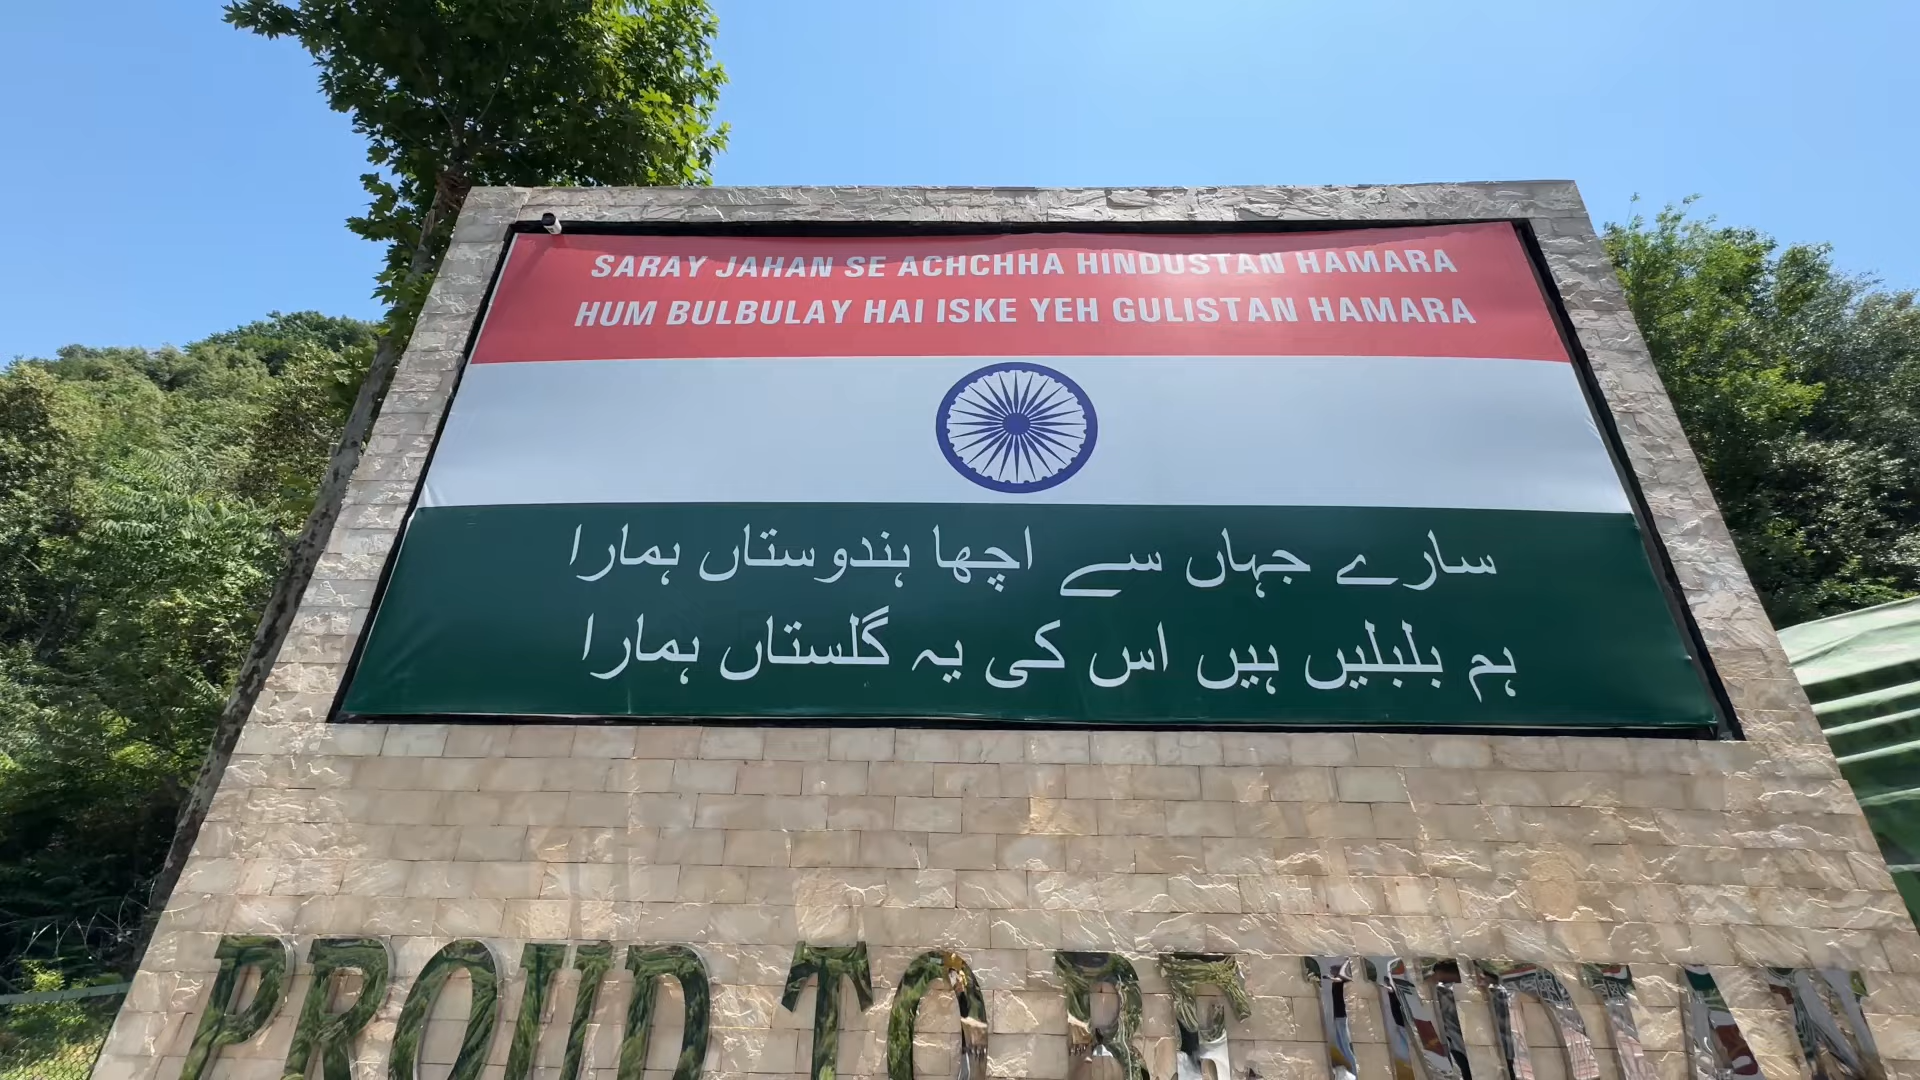 SARAY JAHAN SE ACHCHHA HINDUSTAN HAMARA
HUM BULBULAY HAI ISKE YEH GULISTAN HAMARA
سارے جہاں سے اچھا ہندوستاں ہمارا
ہم بلبلیں ہیں اس کی یہ گلستاں ہمارا
PROUD TO BE INDIAN